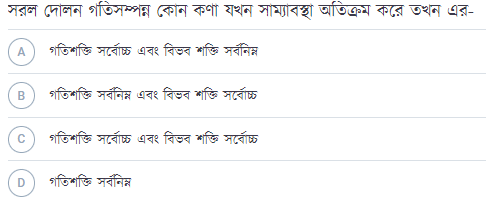 সরল দোলন গতিসম্পন্ন কোন কণা যখন সাম্যাবস্থা অতিক্রম করে তখন এর-
A গতিশক্তি সর্বোচ্চ এবং বিভব শক্তি সর্বনিম্ন
B গতিশক্তি সর্বনিম্ন এবং বিভব শক্তি সর্বোচ্চ
C গতিশক্তি সর্বোচ্চ এবং বিভব শক্তি সর্বোচ্চ
D গতিশক্তি সর্বনিম্ন